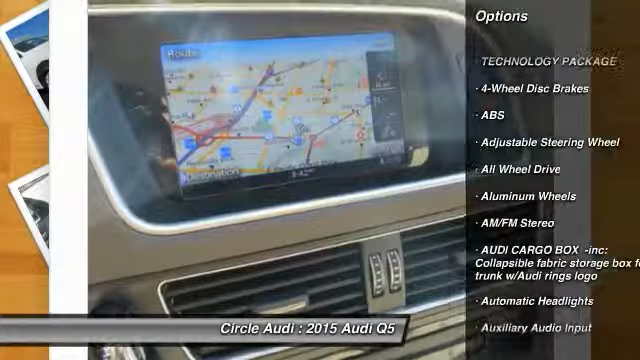 Options
· TECHNOLOGY PACKAGE
· 4-Wheel Disc Brakes
· ABS
· Adjustable Steering Wheel
· All Wheel Drive
· Aluminum Wheels
· AM/FM Stereo
· AUDI CARGO BOX -inc:
Collapsible fabric storage box fo
trunk w/Audi rings logo
· Automatic Headlights
· Auxiliary Audio Input
Route
Destination
Circle Audi : 2015 Audi Q5